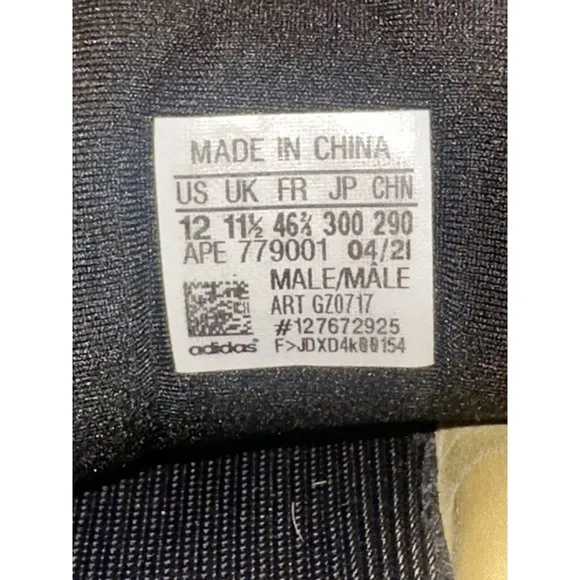 MADE IN CHINA
US UK FR JP CHN
12 11½ 46⅔ 300 290
APE 779001 04/21
MALE/MÂLE
ART GZ0717
#127672925
adidas F>JDXD4k00154